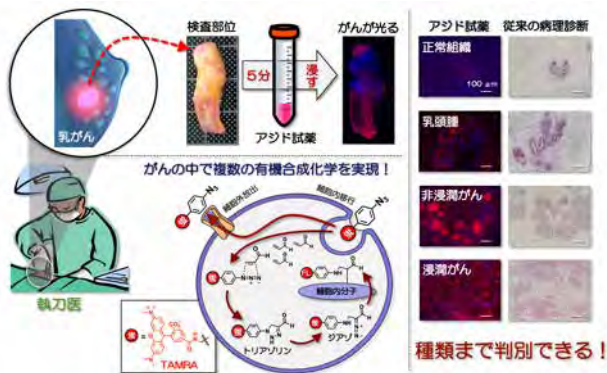 検査部位
がんが光る
5分
浸す
アジド試薬
乳がん
がんの中で複数の有機合成化学を実現！
執刀医
細胞外放出
細胞内移行
N₃
細胞内分子
トリアゾリン
ジアゾ
TAMRA
アジド試薬
従来の病理診断
正常組織
100 μm
乳頭腫
非浸潤がん
浸潤がん
種類まで判別できる！